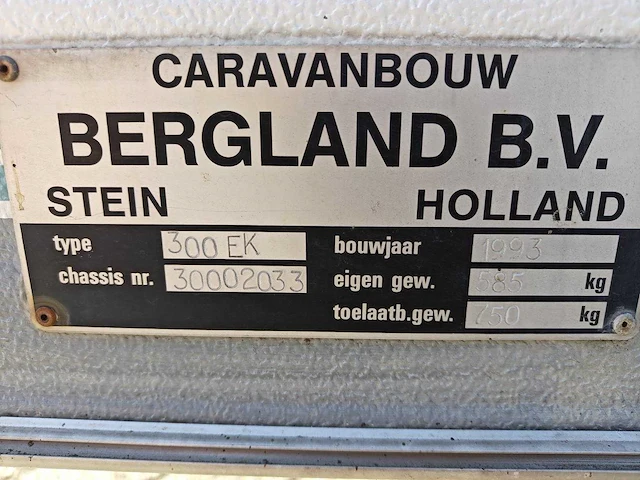 CARAVANBOUW
BERGLAND B.V.
STEIN HOLLAND
type 300 EK bouwjaar 1993
chassis nr. 30002033 eigen gew. 585 kg
toelaatb.gew. 750 kg